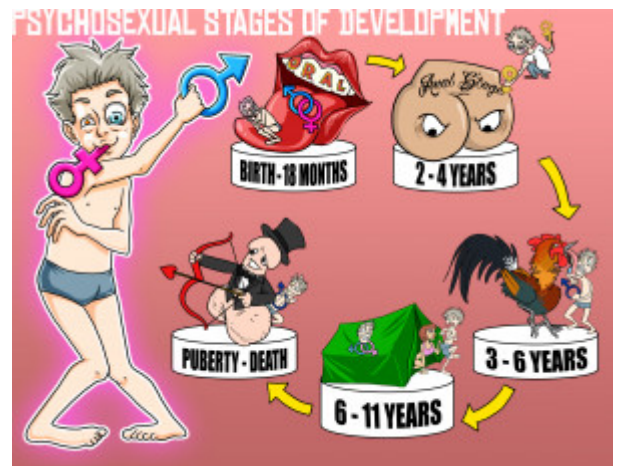 PSYCHOSEXUAL STAGES OF DEVELOPMENT
ORAL
BIRTH - 18 MONTHS
Anal Stage
2 - 4 YEARS
3 - 6 YEARS
6 - 11 YEARS
PUBERTY - DEATH